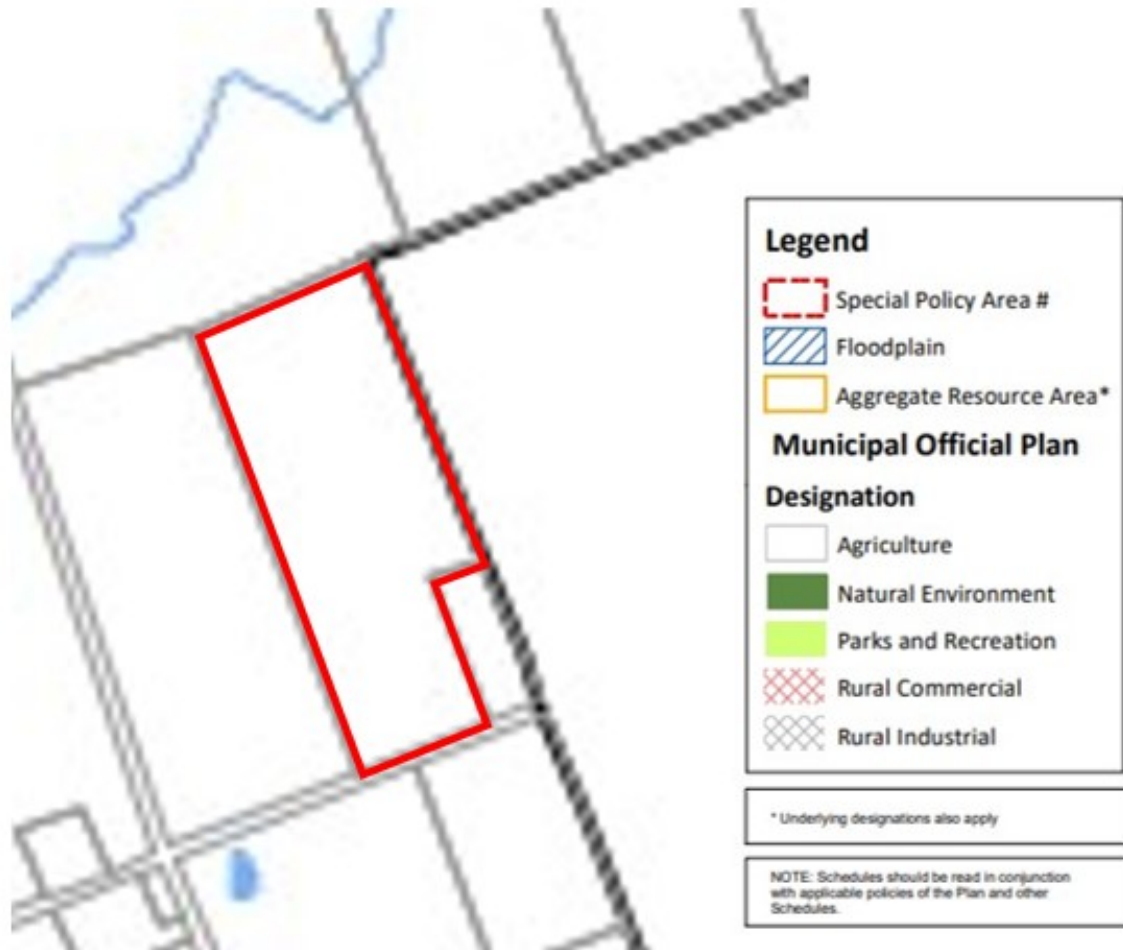 Legend
Special Policy Area #
Floodplain
Aggregate Resource Area*
Municipal Official Plan
Designation
Agriculture
Natural Environment
Parks and Recreation
Rural Commercial
Rural Industrial
* Underlying designations also apply
NOTE: Schedules should be read in conjunction
with applicable policies of the Plan and other
Schedules.